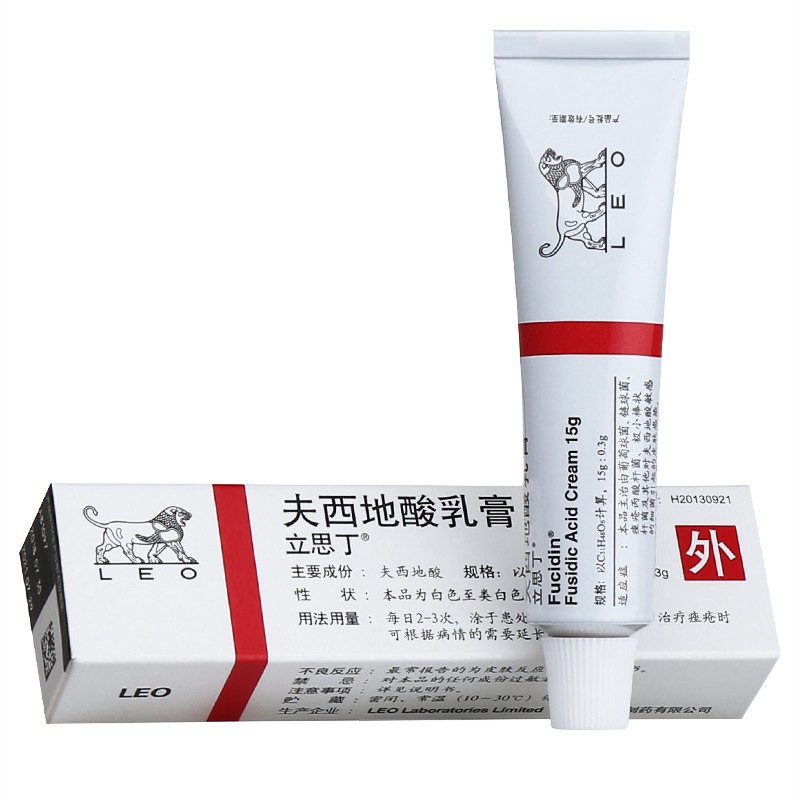 产品批号/有效期至:
LEO
Fucidin®
Fusidic Acid Cream 15g
规格: 以C₃₁H₄₈O₆计算, 15g : 0.3g
适应症 : 本品主治由葡萄球菌、链球菌、
痤疮丙酸杆菌、极小棒状
杆菌及其他对夫西地酸敏感
立思丁®
H20130921
LEO
夫西地酸乳膏
立思丁®
外
主要成份 : 夫西地酸 规格: 以
3g
性 状 : 本品为白色至类白色
用法用量 : 每日2-3次, 涂于患处
治疗痤疮时
可根据病情的需要延长
LEO
不良反应 : 最常报告的为皮肤反应
禁 忌 : 对本品的任何成份过敏
注意事项 : 详见说明书。
贮 藏 : 密闭, 常温 (10-30℃)
生产企业 : LEO Laboratories Limited
制药有限公司